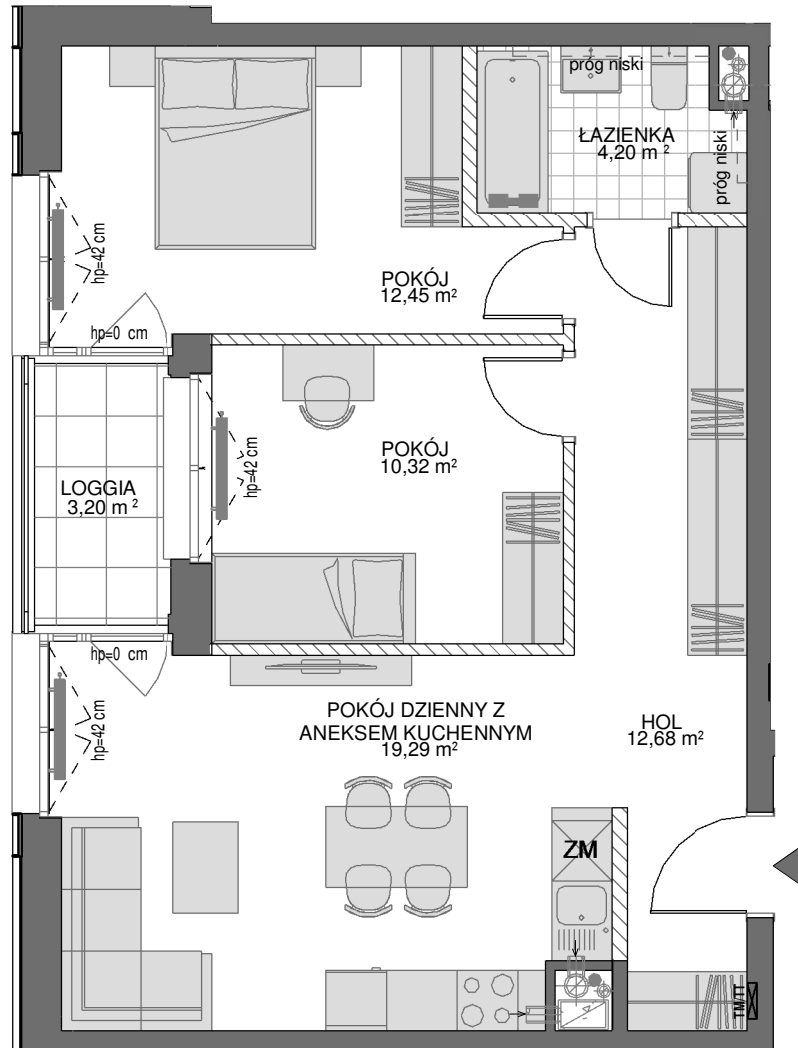 próg niski
ŁAZIENKA
4,20 m²
próg niski
hp=42 cm
POKÓJ
12,45 m²
hp=0 cm
POKÓJ
10,32 m²
hp=42 cm
LOGGIA
3,20 m²
hp=0 cm
hp=42 cm
POKÓJ DZIENNY Z
ANEKSEM KUCHENNYM
19,29 m²
HOL
12,68 m²
ZM
TM/TT